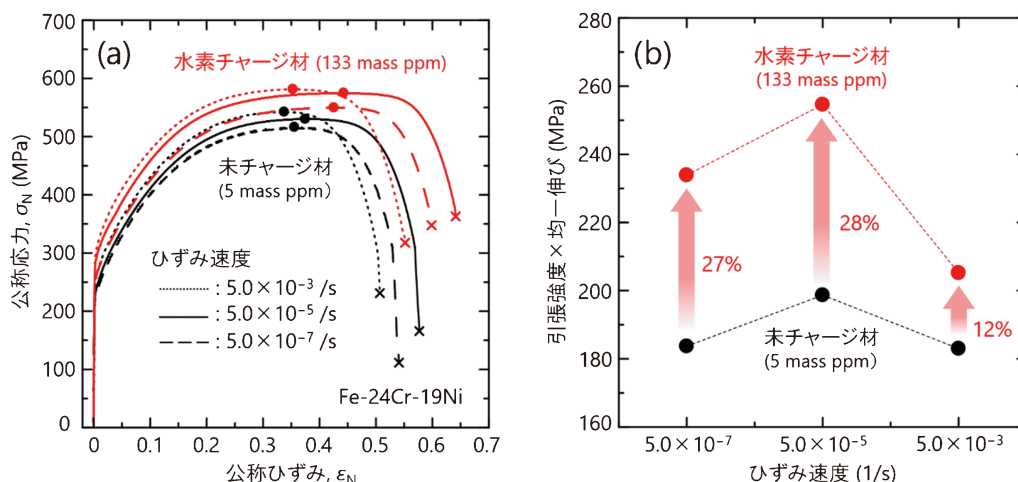 (a)
水素チャージ材 (133 mass ppm)
未チャージ材
(5 mass ppm)
ひずみ速度
: 5.0×10⁻³ /s
: 5.0×10⁻⁵ /s
: 5.0×10⁻⁷ /s
Fe-24Cr-19Ni
公称応力, σN (MPa)
700
600
500
400
300
200
100
0
0
0.1
0.2
0.3
0.4
0.5
0.6
0.7
公称ひずみ, εN
(b)
水素チャージ材
(133 mass ppm)
27%
28%
12%
未チャージ材
(5 mass ppm)
引張強度×均一伸び (MPa)
280
260
240
220
200
180
160
5.0×10⁻⁷
5.0×10⁻⁵
5.0×10⁻³
ひずみ速度 (1/s)